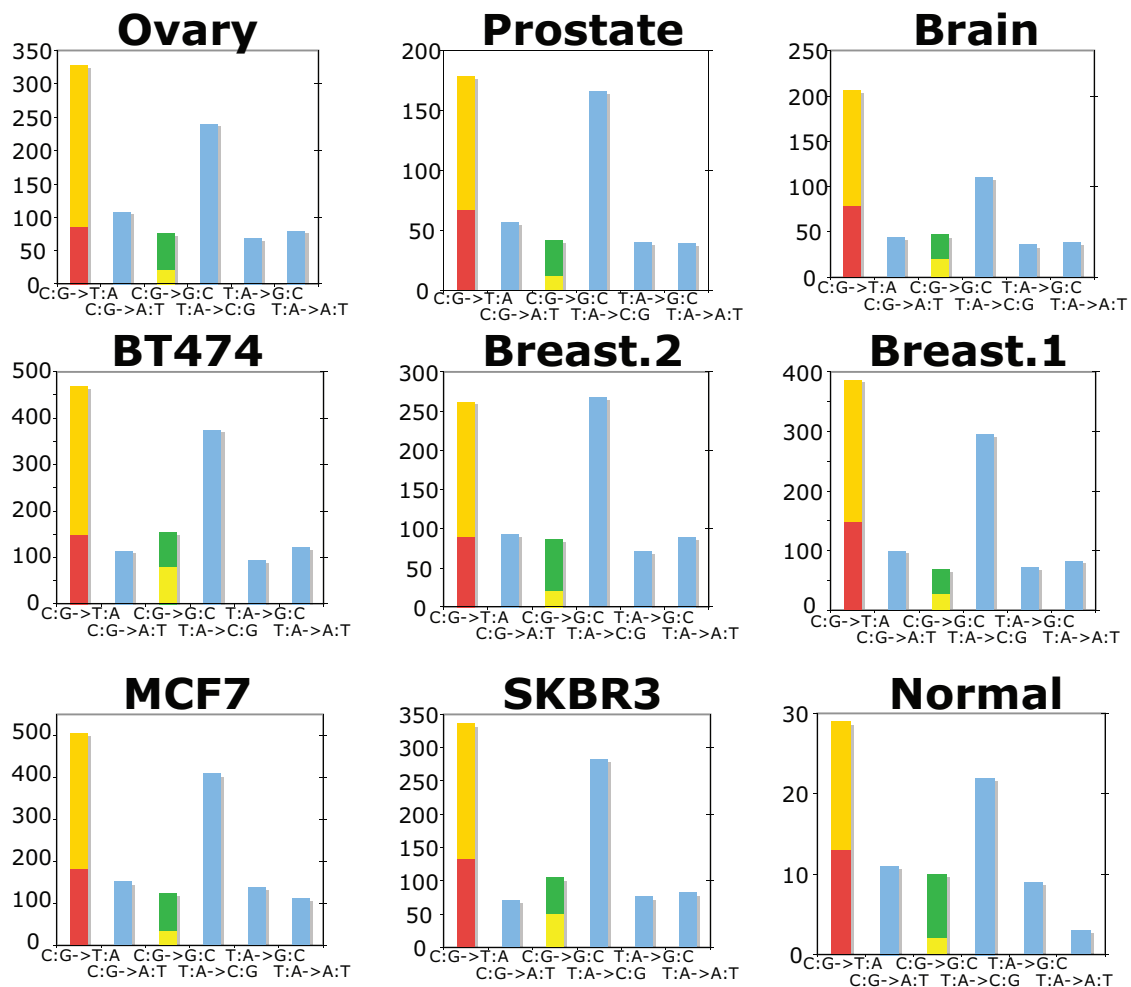 Ovary
350
300
250
200
150
100
50
0
C:G->T:A C:G->G:C T:A->G:C
C:G->A:T T:A->C:G T:A->A:T
Prostate
200
150
100
50
0
C:G->T:A C:G->G:C T:A->G:C
C:G->A:T T:A->C:G T:A->A:T
Brain
250
200
150
100
50
0
C:G->T:A C:G->G:C T:A->G:C
C:G->A:T T:A->C:G T:A->A:T
BT474
500
400
300
200
100
0
C:G->T:A C:G->G:C T:A->G:C
C:G->A:T T:A->C:G T:A->A:T
Breast.2
300
250
200
150
100
50
0
C:G->T:A C:G->G:C T:A->G:C
C:G->A:T T:A->C:G T:A->A:T
Breast.1
400
300
200
100
0
C:G->T:A C:G->G:C T:A->G:C
C:G->A:T T:A->C:G T:A->A:T
MCF7
500
400
300
200
100
0
C:G->T:A C:G->G:C T:A->G:C
C:G->A:T T:A->C:G T:A->A:T
SKBR3
350
300
250
200
150
100
50
0
C:G->T:A C:G->G:C T:A->G:C
C:G->A:T T:A->C:G T:A->A:T
Normal
30
20
10
0
C:G->T:A C:G->G:C T:A->G:C
C:G->A:T T:A->C:G T:A->A:T